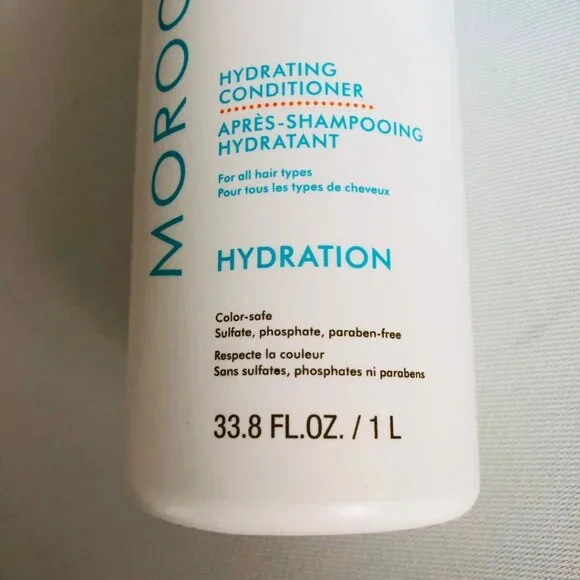 MOROC
HYDRATING
CONDITIONER
APRÈS-SHAMPOOING
HYDRATANT
For all hair types
Pour tous les types de cheveux
HYDRATION
Color-safe
Sulfate, phosphate, paraben-free
Respecte la couleur
Sans sulfates, phosphates ni parabens
33.8 FL.OZ. / 1 L